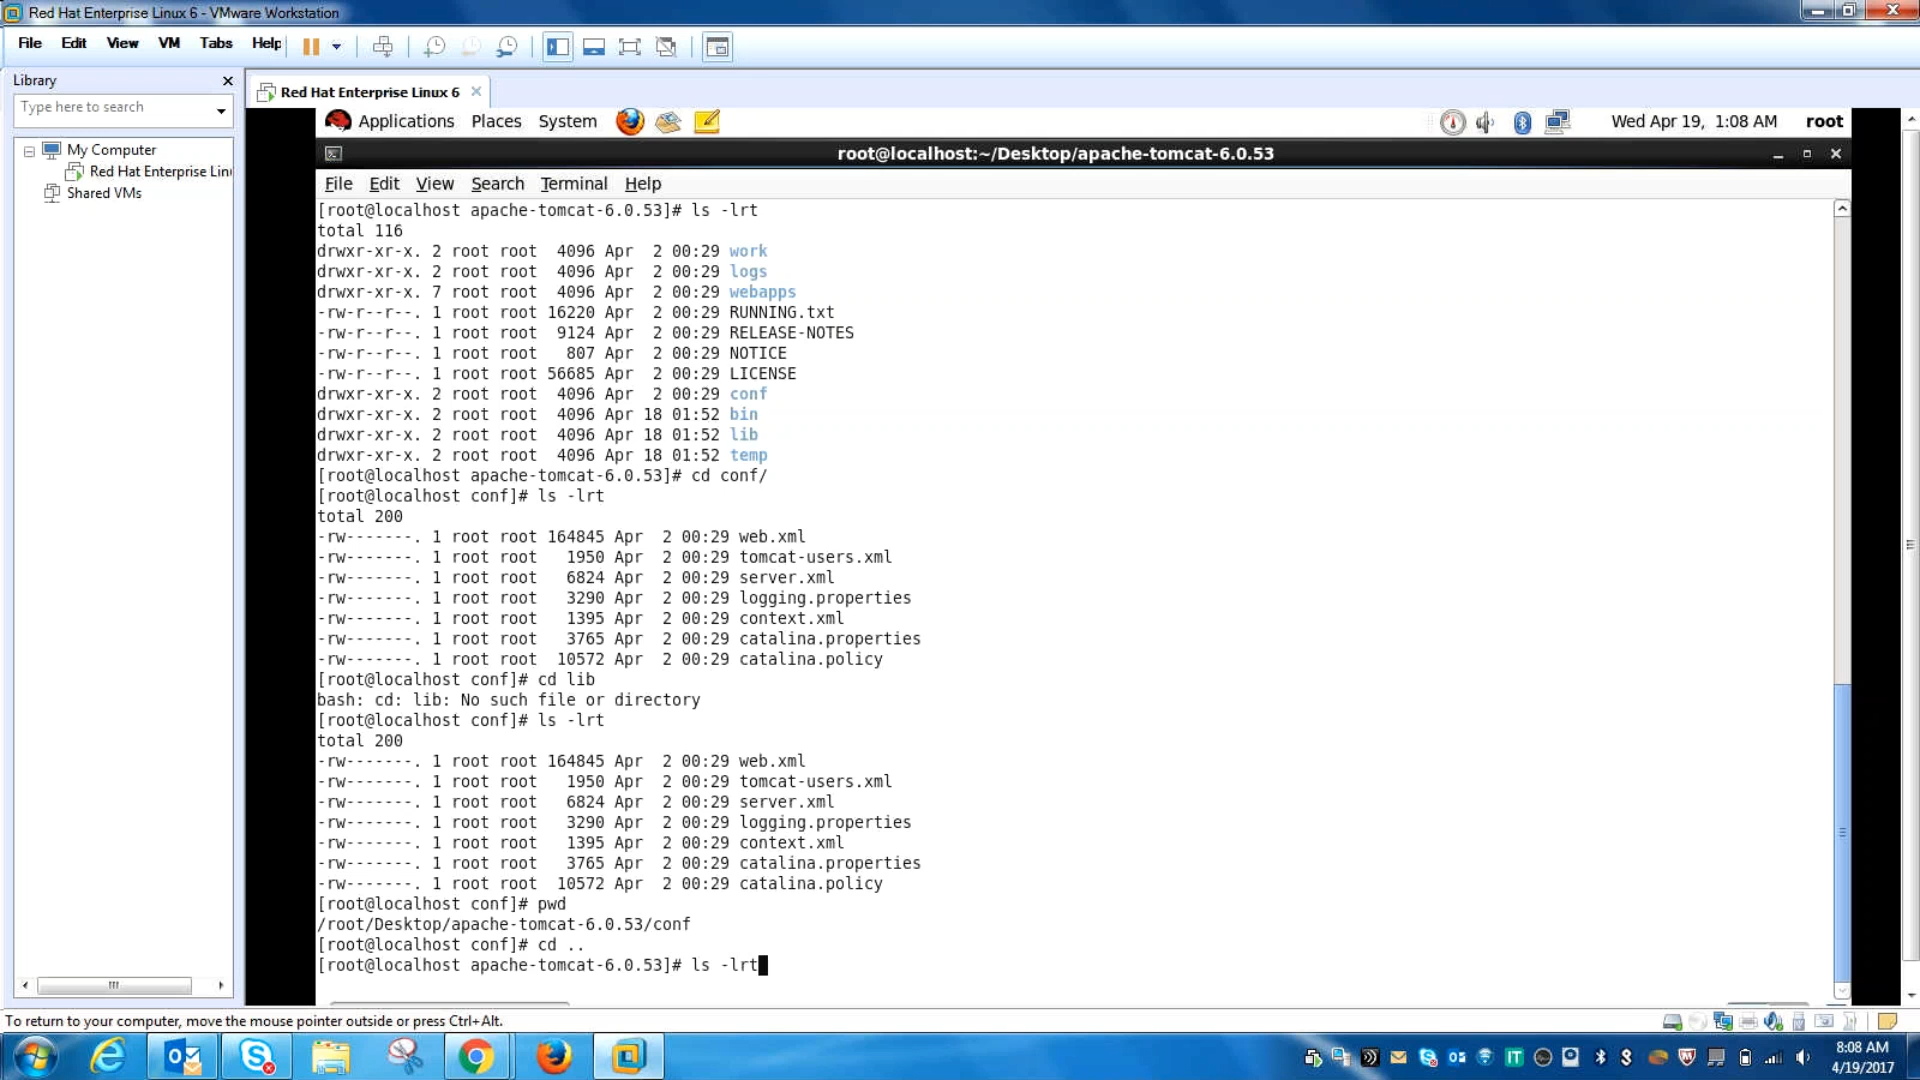 Red Hat Enterprise Linux 6 - VMware Workstation
File Edit View VM Tabs Help
Library
Type here to search
My Computer
Red Hat Enterprise Lin
Shared VMs
Red Hat Enterprise Linux 6
Applications Places System Wed Apr 19, 1:08 AM root
root@localhost:~/Desktop/apache-tomcat-6.0.53
File Edit View Search Terminal Help
[root@localhost apache-tomcat-6.0.53]# ls -lrt
total 116
drwxr-xr-x. 2 root root  4096 Apr  2 00:29 work
drwxr-xr-x. 2 root root  4096 Apr  2 00:29 logs
drwxr-xr-x. 7 root root  4096 Apr  2 00:29 webapps
-rw-r--r--. 1 root root 16220 Apr  2 00:29 RUNNING.txt
-rw-r--r--. 1 root root  9124 Apr  2 00:29 RELEASE-NOTES
-rw-r--r--. 1 root root   807 Apr  2 00:29 NOTICE
-rw-r--r--. 1 root root 56685 Apr  2 00:29 LICENSE
drwxr-xr-x. 2 root root  4096 Apr  2 00:29 conf
drwxr-xr-x. 2 root root  4096 Apr 18 01:52 bin
drwxr-xr-x. 2 root root  4096 Apr 18 01:52 lib
drwxr-xr-x. 2 root root  4096 Apr 18 01:52 temp
[root@localhost apache-tomcat-6.0.53]# cd conf/
[root@localhost conf]# ls -lrt
total 200
-rw-------. 1 root root 164845 Apr  2 00:29 web.xml
-rw-------. 1 root root   1950 Apr  2 00:29 tomcat-users.xml
-rw-------. 1 root root   6824 Apr  2 00:29 server.xml
-rw-------. 1 root root   3290 Apr  2 00:29 logging.properties
-rw-------. 1 root root   1395 Apr  2 00:29 context.xml
-rw-------. 1 root root   3765 Apr  2 00:29 catalina.properties
-rw-------. 1 root root  10572 Apr  2 00:29 catalina.policy
[root@localhost conf]# cd lib
bash: cd: lib: No such file or directory
[root@localhost conf]# ls -lrt
total 200
-rw-------. 1 root root 164845 Apr  2 00:29 web.xml
-rw-------. 1 root root   1950 Apr  2 00:29 tomcat-users.xml
-rw-------. 1 root root   6824 Apr  2 00:29 server.xml
-rw-------. 1 root root   3290 Apr  2 00:29 logging.properties
-rw-------. 1 root root   1395 Apr  2 00:29 context.xml
-rw-------. 1 root root   3765 Apr  2 00:29 catalina.properties
-rw-------. 1 root root  10572 Apr  2 00:29 catalina.policy
[root@localhost conf]# pwd
/root/Desktop/apache-tomcat-6.0.53/conf
[root@localhost conf]# cd ..
[root@localhost apache-tomcat-6.0.53]# ls -lrt
To return to your computer, move the mouse pointer outside or press Ctrl+Alt.
8:08 AM
4/19/2017